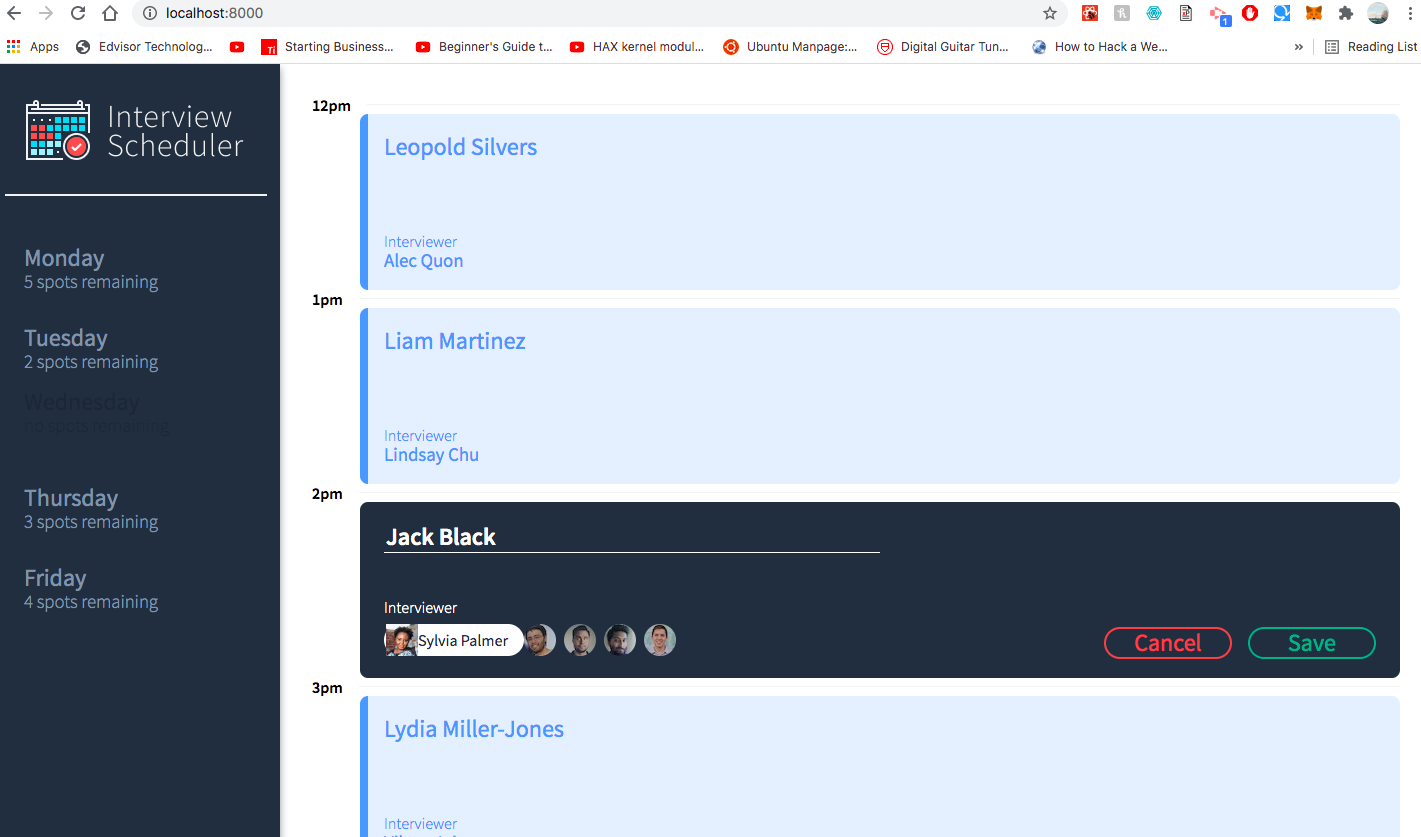 localhost:8000
1
Apps
Edvisor Technolog...
Ti
Starting Business...
Beginner's Guide t...
HAX kernel modul...
Ubuntu Manpage:...
Digital Guitar Tun...
How to Hack a We...
»
Reading List
Interview
Scheduler
Monday
5 spots remaining
Tuesday
2 spots remaining
Wednesday
no spots remaining
Thursday
3 spots remaining
Friday
4 spots remaining
12pm
Leopold Silvers
Interviewer
Alec Quon
1pm
Liam Martinez
Interviewer
Lindsay Chu
2pm
Jack Black
Interviewer
Sylvia Palmer
Cancel
Save
3pm
Lydia Miller-Jones
Interviewer